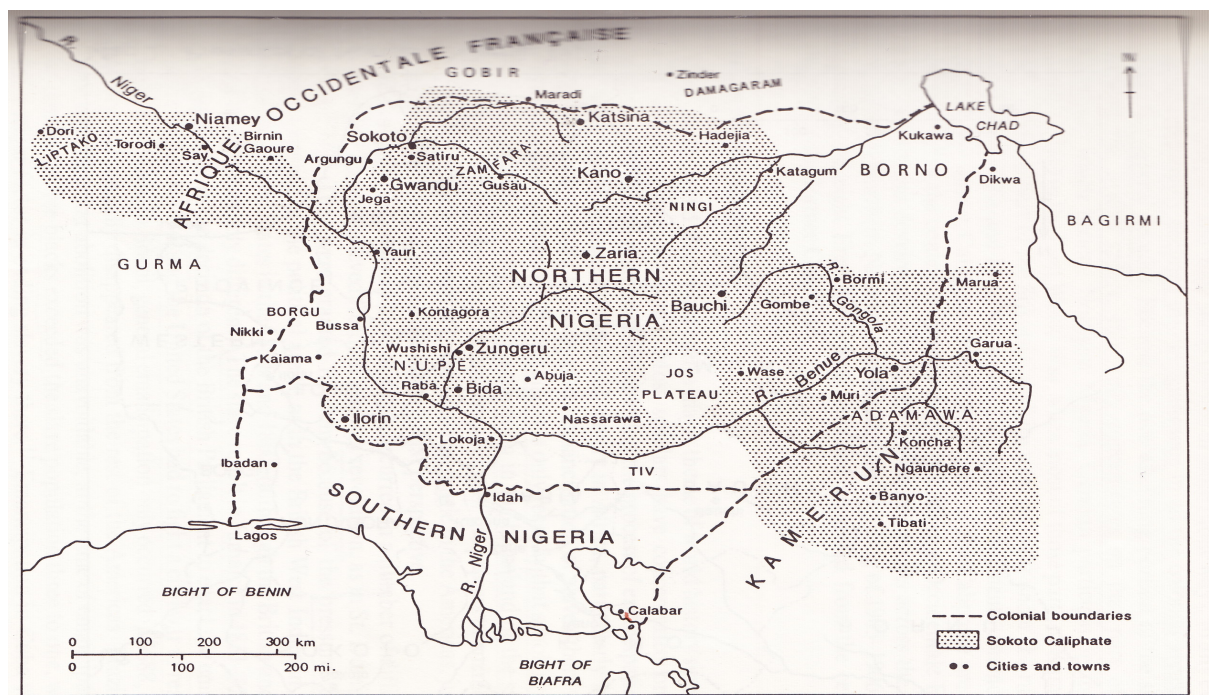 R. Niger
AFRIQUE OCCIDENTALE FRANÇAISE
GOBIR
Zinder
DAMAGARAM
N
Maradi
LAKE
CHAD
Dori
LIPTAKO
Niamey
Torodi
Say
Birnin
Gaoure
Sokoto
Katsina
Hadejia
Kukawa
Argungu
Satiru
ZAMFARA
Gwandu
Gusau
Kano
Katagum
BORNO
Dikwa
Jega
NINGI
BAGIRMI
GURMA
Yauri
Zaria
NORTHERN
NIGERIA
Bormi
Marua
Bauchi
Gombe
R. Gongola
BORGU
Bussa
Kontagora
Nikki
Kaiama
Wushishi
Zungeru
NUPE
Garua
Raba
Bida
Abuja
JOS
PLATEAU
Wase
R. Benue
Yola
Muri
ADAMAWA
Ilorin
Nassarawa
Lokoja
Koncha
Ibadan
TIV
Ngaundere
KAMERUN
Idah
Banyo
Tibati
SOUTHERN NIGERIA
Lagos
R. Niger
BIGHT OF BENIN
Calabar
Colonial boundaries
Sokoto Caliphate
Cities and towns
0 100 200 300 km
0 100 200 mi.
BIGHT OF
BIAFRA